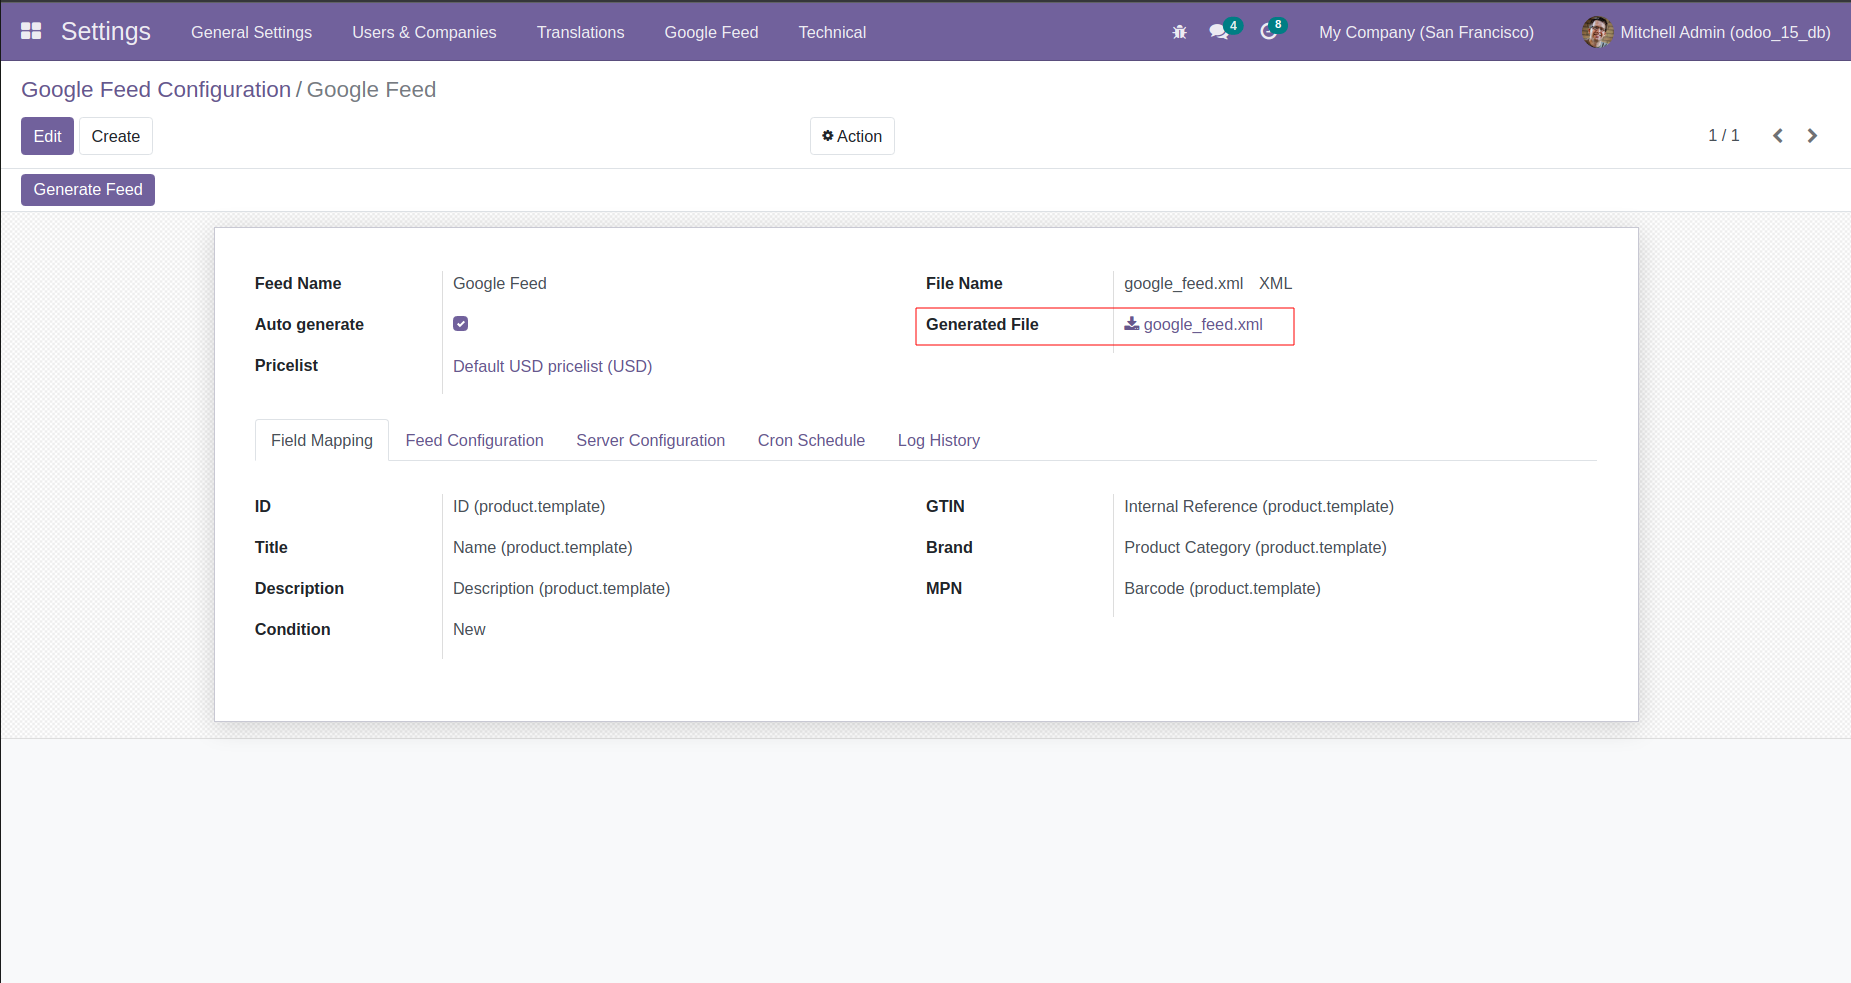 Settings General Settings Users & Companies Translations Google Feed Technical 4 8 My Company (San Francisco) Mitchell Admin (odoo_15_db)
Google Feed Configuration / Google Feed
Edit Create Action 1 / 1
Generate Feed
Feed Name Google Feed File Name google_feed.xml XML
Auto generate Generated File google_feed.xml
Pricelist Default USD pricelist (USD)
Field Mapping Feed Configuration Server Configuration Cron Schedule Log History
ID ID (product.template) GTIN Internal Reference (product.template)
Title Name (product.template) Brand Product Category (product.template)
Description Description (product.template) MPN Barcode (product.template)
Condition New